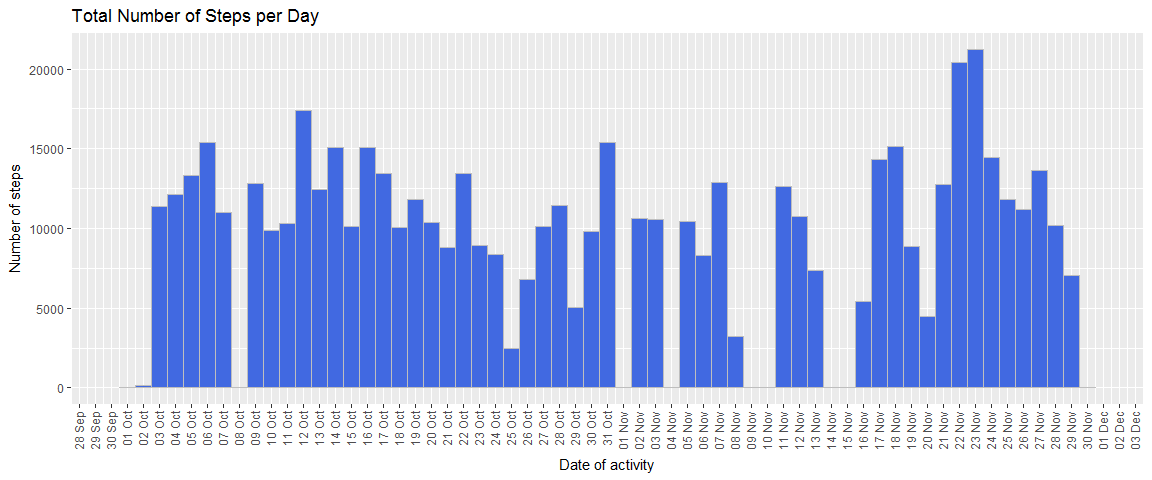 Total Number of Steps per Day
Number of steps
20000
15000
10000
5000
0
28 Sep
29 Sep
30 Sep
01 Oct
02 Oct
03 Oct
04 Oct
05 Oct
06 Oct
07 Oct
08 Oct
09 Oct
10 Oct
11 Oct
12 Oct
13 Oct
14 Oct
15 Oct
16 Oct
17 Oct
18 Oct
19 Oct
20 Oct
21 Oct
22 Oct
23 Oct
24 Oct
25 Oct
26 Oct
27 Oct
28 Oct
29 Oct
30 Oct
31 Oct
01 Nov
02 Nov
03 Nov
04 Nov
05 Nov
06 Nov
07 Nov
08 Nov
09 Nov
10 Nov
11 Nov
12 Nov
13 Nov
14 Nov
15 Nov
16 Nov
17 Nov
18 Nov
19 Nov
20 Nov
21 Nov
22 Nov
23 Nov
24 Nov
25 Nov
26 Nov
27 Nov
28 Nov
29 Nov
30 Nov
01 Dec
02 Dec
03 Dec
Date of activity